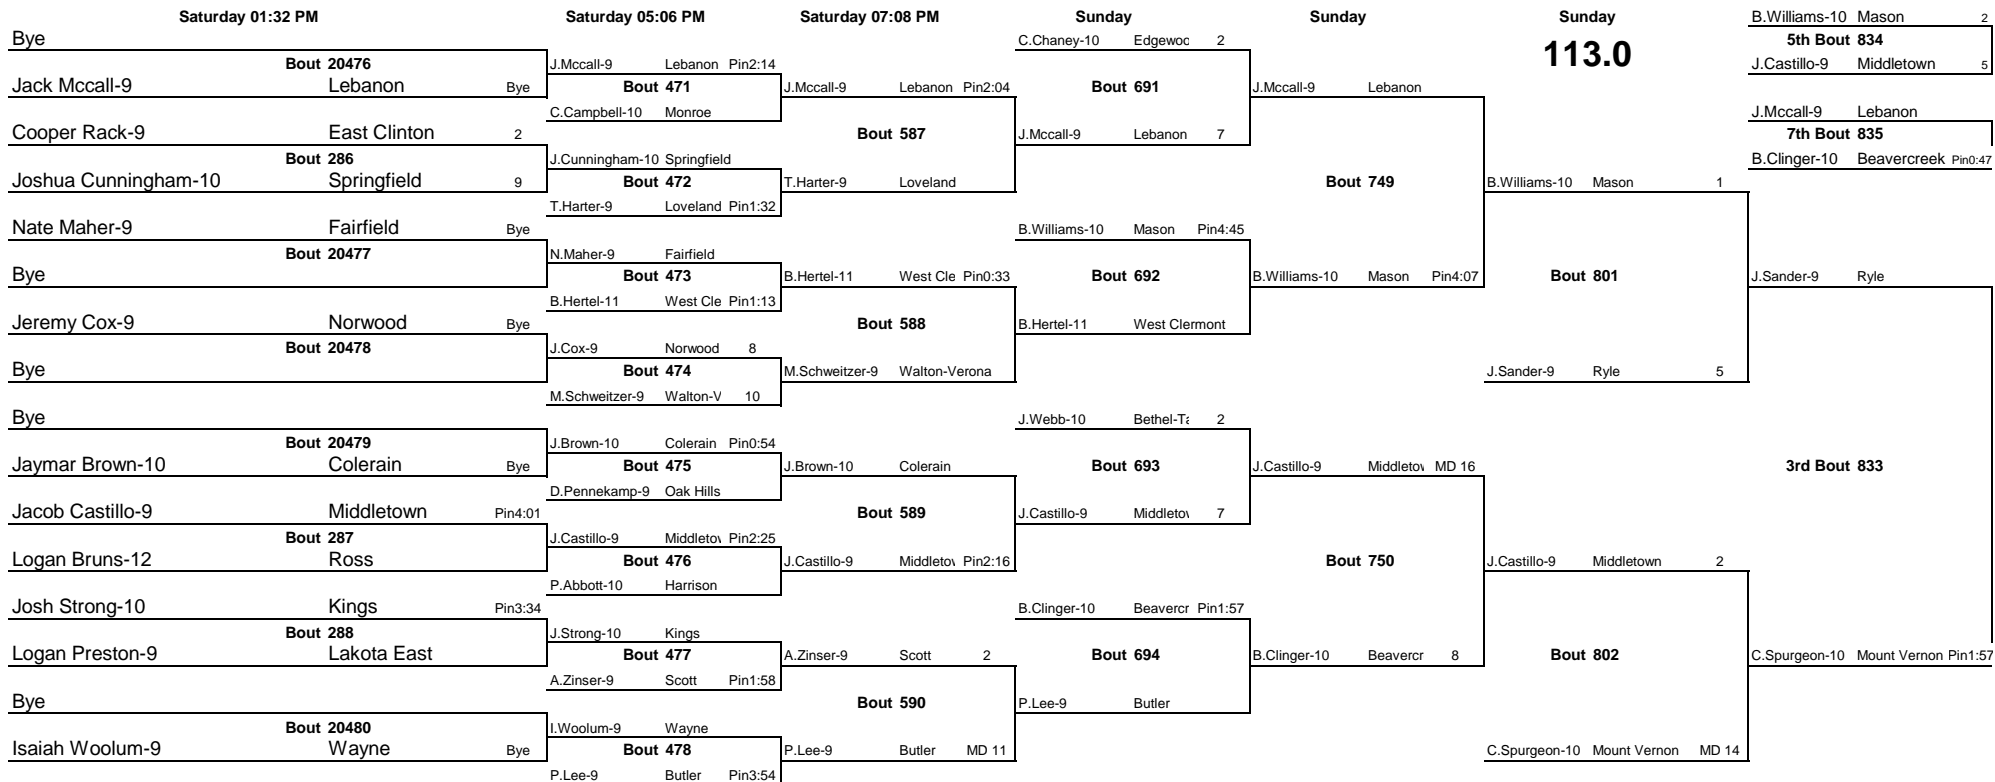 Saturday 01:32 PM
Bye
Bout 20476
Jack Mccall-9 Lebanon Bye
Cooper Rack-9 East Clinton 2
Bout 286
Joshua Cunningham-10 Springfield 9
Nate Maher-9 Fairfield Bye
Bout 20477
Bye
Jeremy Cox-9 Norwood Bye
Bout 20478
Bye
Bye
Bout 20479
Jaymar Brown-10 Colerain Bye
Jacob Castillo-9 Middletown Pin4:01
Bout 287
Logan Bruns-12 Ross
Josh Strong-10 Kings Pin3:34
Bout 288
Logan Preston-9 Lakota East
Bye
Bout 20480
Isaiah Woolum-9 Wayne Bye
Saturday 05:06 PM
J.Mccall-9 Lebanon Pin2:14
Bout 471
C.Campbell-10 Monroe
J.Cunningham-10 Springfield
Bout 472
T.Harter-9 Loveland Pin1:32
N.Maher-9 Fairfield
Bout 473
B.Hertel-11 West Cle Pin1:13
J.Cox-9 Norwood 8
Bout 474
M.Schweitzer-9 Walton-V 10
J.Brown-10 Colerain Pin0:54
Bout 475
D.Pennekamp-9 Oak Hills
J.Castillo-9 Middletov Pin2:25
Bout 476
P.Abbott-10 Harrison
J.Strong-10 Kings
Bout 477
A.Zinser-9 Scott Pin1:58
I.Woolum-9 Wayne
Bout 478
P.Lee-9 Butler Pin3:54
Saturday 07:08 PM
J.Mccall-9 Lebanon Pin2:04
Bout 587
T.Harter-9 Loveland
B.Hertel-11 West Cle Pin0:33
Bout 588
M.Schweitzer-9 Walton-Verona
J.Brown-10 Colerain
Bout 589
J.Castillo-9 Middletov Pin2:16
A.Zinser-9 Scott 2
Bout 590
P.Lee-9 Butler MD 11
Sunday
C.Chaney-10 Edgewoo 2
Bout 691
J.Mccall-9 Lebanon 7
B.Williams-10 Mason Pin4:45
Bout 692
B.Hertel-11 West Clermont
J.Webb-10 Bethel-Ta 2
Bout 693
J.Castillo-9 Middletov 7
B.Clinger-10 Beavercr Pin1:57
Bout 694
P.Lee-9 Butler
Sunday
J.Mccall-9 Lebanon
Bout 749
B.Williams-10 Mason Pin4:07
J.Castillo-9 Middletov MD 16
Bout 750
B.Clinger-10 Beavercr 8
Sunday
113.0
B.Williams-10 Mason 1
Bout 801
J.Sander-9 Ryle 5
J.Castillo-9 Middletown 2
Bout 802
C.Spurgeon-10 Mount Vernon MD 14
B.Williams-10 Mason 2
5th Bout 834
J.Castillo-9 Middletown 5
J.Mccall-9 Lebanon
7th Bout 835
B.Clinger-10 Beavercreek Pin0:47
J.Sander-9 Ryle
3rd Bout 833
C.Spurgeon-10 Mount Vernon Pin1:57